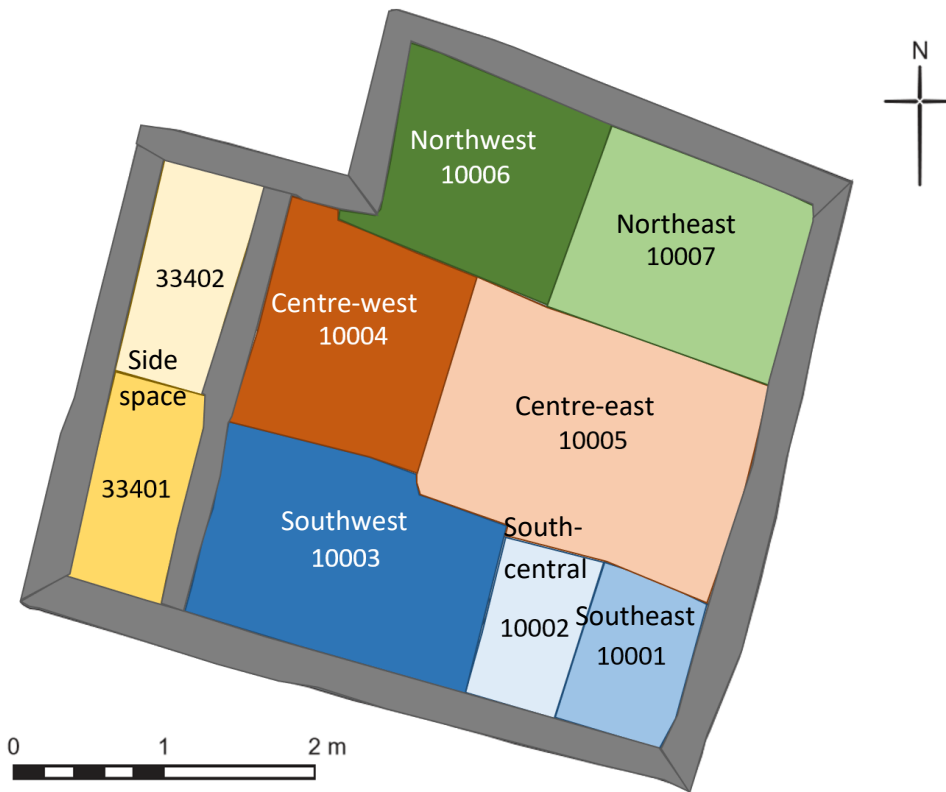 N
Northwest
10006
Northeast
10007
33402
Side
space
33401
Centre-west
10004
Centre-east
10005
Southwest
10003
South-
central
10002
Southeast
10001
0 1 2 m